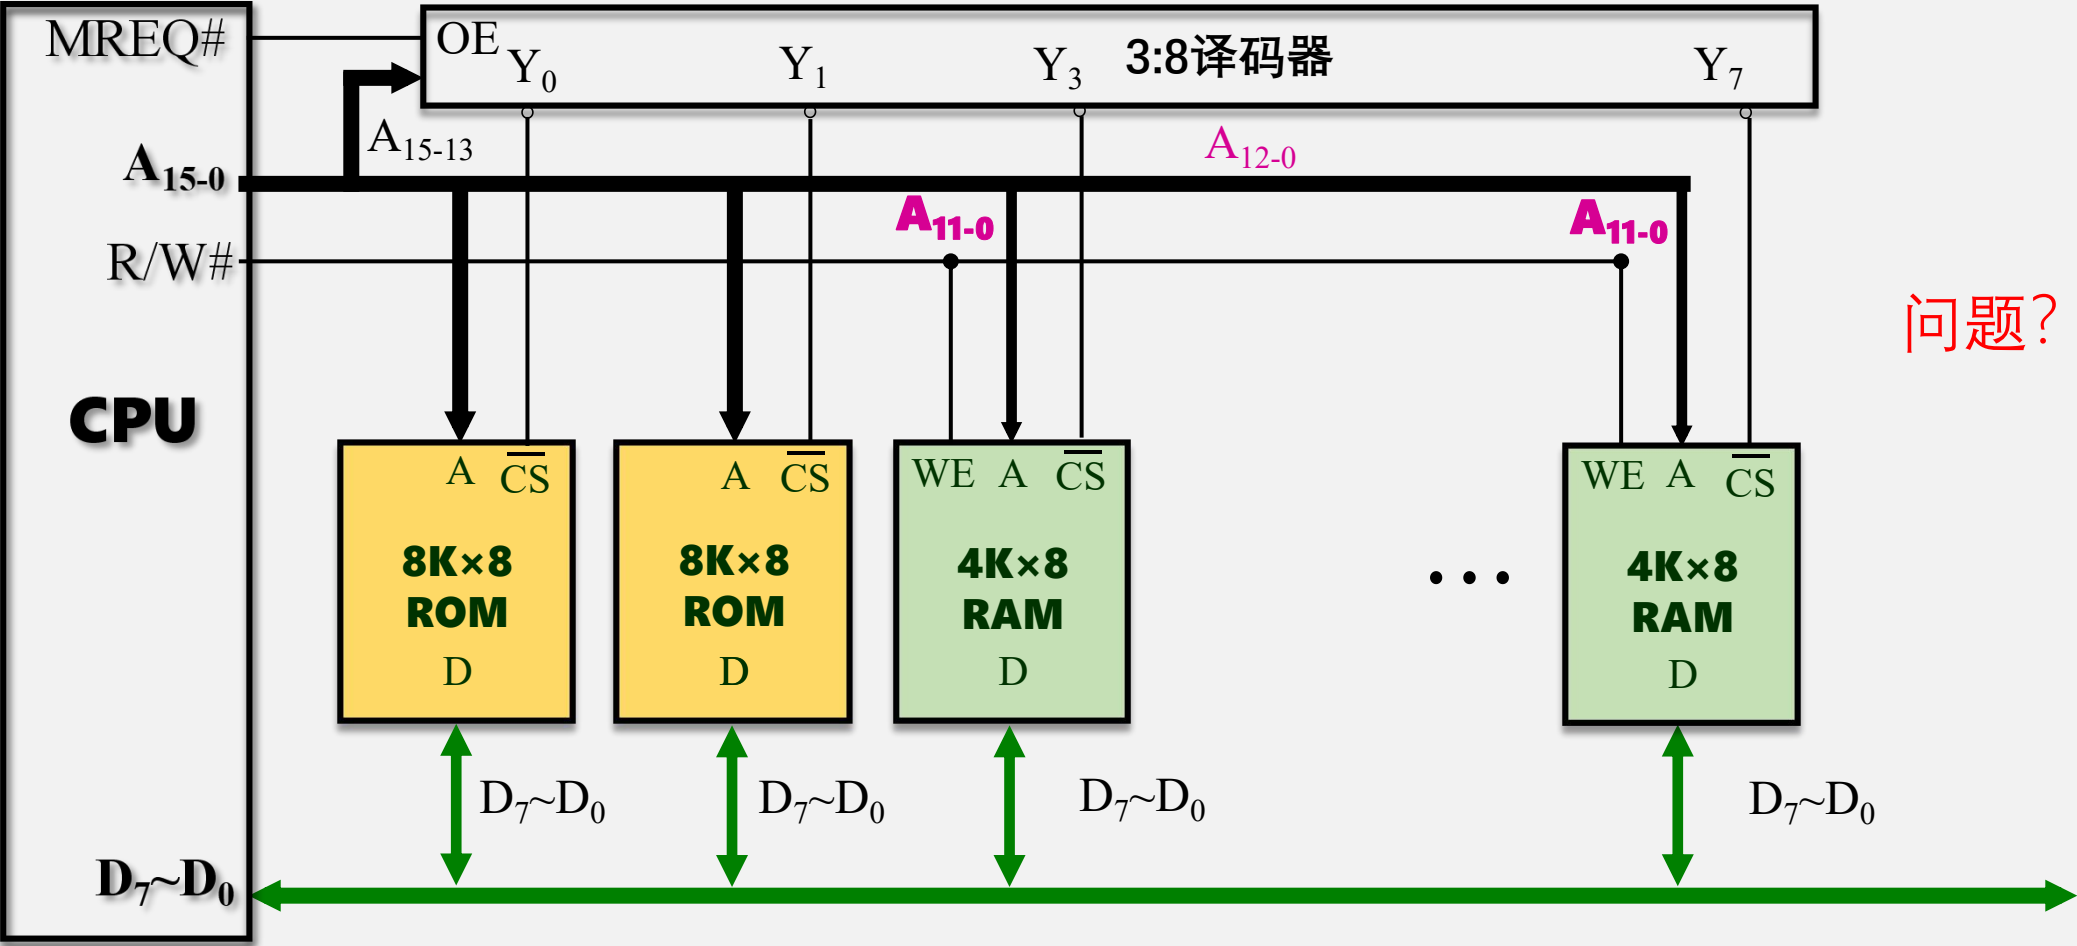 MREQ#
OE
Y0
Y1
Y3
3:8译码器
Y7
A15-13
A12-0
A15-0
A11-0
A11-0
R/W#
问题?
CPU
A CS
A CS
WE A CS
WE A CS
8K×8
ROM
8K×8
ROM
4K×8
RAM
...
4K×8
RAM
D
D
D
D
D7~D0
D7~D0
D7~D0
D7~D0
D7~D0